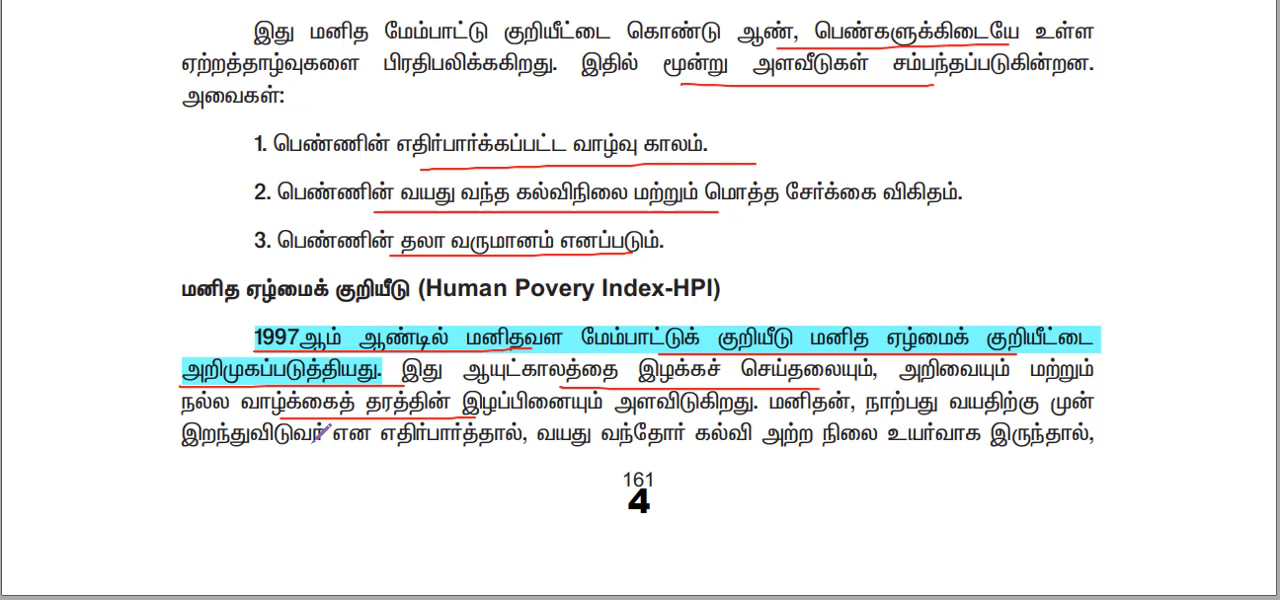 இது மனித மேம்பாட்டு குறியீட்டை கொண்டு ஆண், பெண்களுக்கிடையே உள்ள
ஏற்றத்தாழ்வுகளை பிரதிபலிக்ககிறது. இதில் மூன்று அளவீடுகள் சம்பந்தப்படுகின்றன.
அவைகள்:
1. பெண்ணின் எதிர்பார்க்கப்பட்ட வாழ்வு காலம்.
2. பெண்ணின் வயது வந்த கல்விநிலை மற்றும் மொத்த சேர்க்கை விகிதம்.
3. பெண்ணின் தலா வருமானம் எனப்படும்.
மனித ஏழ்மைக் குறியீடு (Human Povery Index-HPI)
1997ஆம் ஆண்டில் மனிதவள மேம்பாட்டுக் குறியீடு மனித ஏழ்மைக் குறியீட்டை
அறிமுகப்படுத்தியது. இது ஆயுட்காலத்தை இழக்கச் செய்தலையும், அறிவையும் மற்றும்
நல்ல வாழ்க்கைத் தரத்தின் இழப்பினையும் அளவிடுகிறது. மனிதன், நாற்பது வயதிற்கு முன்
இறந்துவிடுவர் என எதிர்பார்த்தால், வயது வந்தோர் கல்வி அற்ற நிலை உயர்வாக இருந்தால்,
161
4